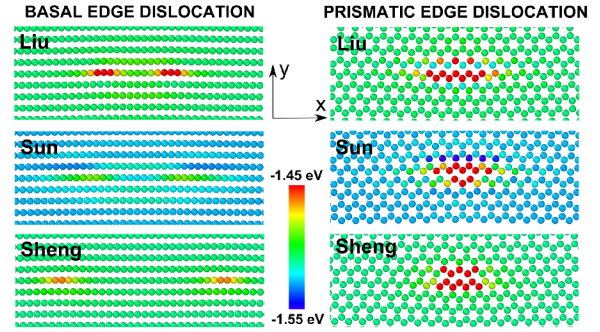 BASAL EDGE DISLOCATION
PRISMATIC EDGE DISLOCATION
Liu
Liu
y
x
Sun
Sun
-1.45 eV
Sheng
Sheng
-1.55 eV